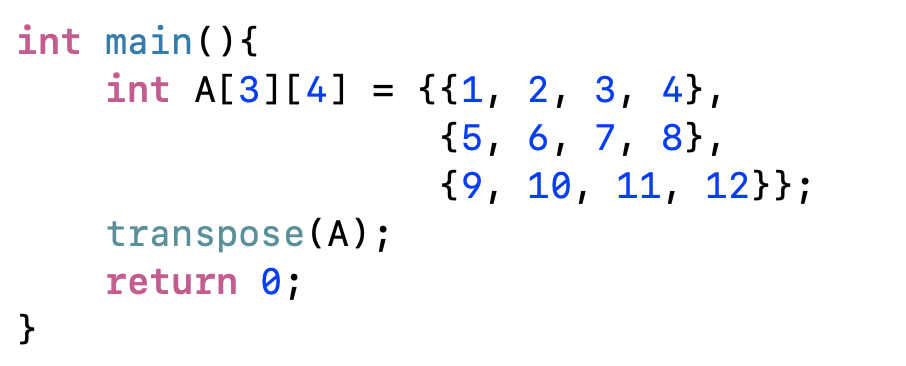 int main(){
    int A[3][4] = {{1, 2, 3, 4},
                   {5, 6, 7, 8},
                   {9, 10, 11, 12}};
    transpose(A);
    return 0;
}